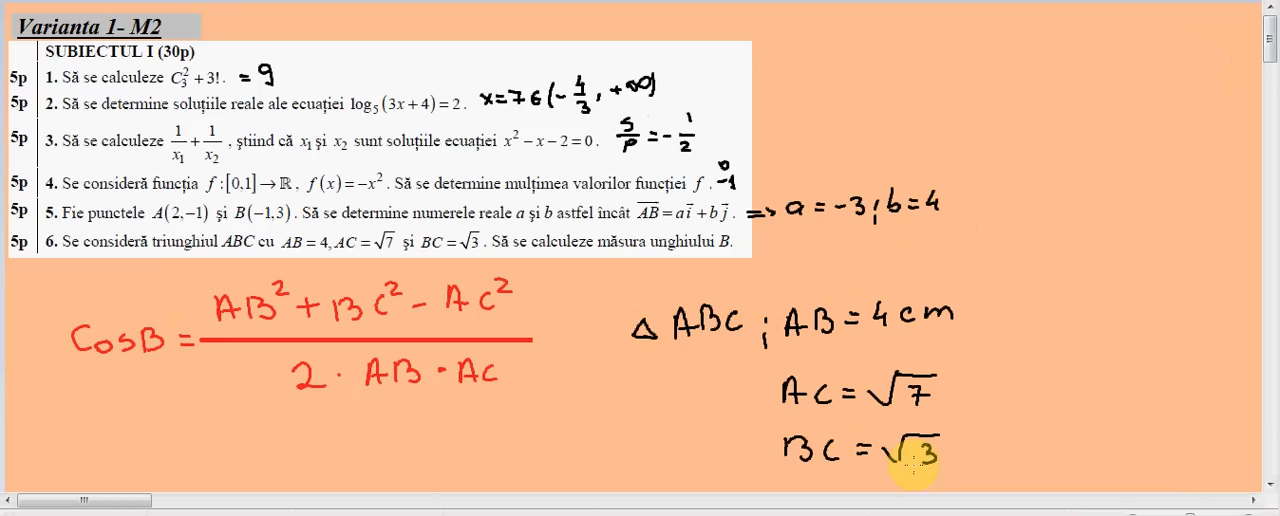 Varianta 1- M2
SUBIECTUL I (30p)
5p 1. Să se calculeze C₃² + 3! . = 9
5p 2. Să se determine soluțiile reale ale ecuației log₅(3x+4) = 2 . x=7 ∈ (-4/3, +∞)
5p 3. Să se calculeze 1/x₁ + 1/x₂ , știind că x₁ și x₂ sunt soluțiile ecuației x² − x − 2 = 0 . S/P = -1/2
5p 4. Se consideră funcția f : [0,1] → ℝ, f(x) = −x² . Să se determine mulțimea valorilor funcției f . 0 -1
5p 5. Fie punctele A(2,−1) și B(−1,3) . Să se determine numerele reale a și b astfel încât AB = ai + bj . => a = -3 ; b = 4
5p 6. Se consideră triunghiul ABC cu AB = 4, AC = √7 și BC = √3 . Să se calculeze măsura unghiului B.
CosB = (AB² + BC² - AC²) / (2 · AB · AC)
Δ ABC ; AB = 4 cm
AC = √7
BC = √3